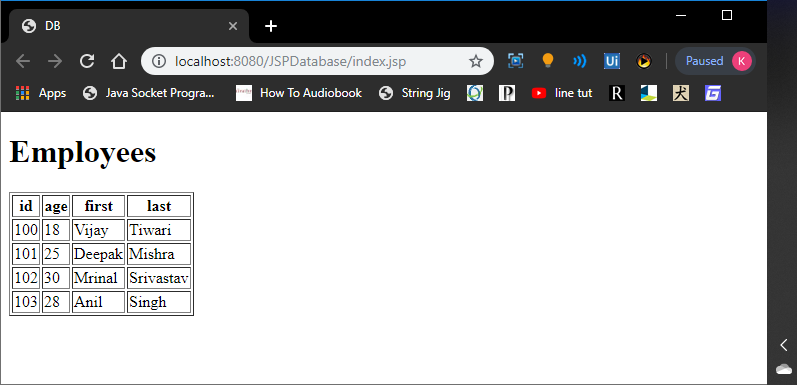 DB
localhost:8080/JSPDatabase/index.jsp
Ui
Paused K
Apps Java Socket Progra... How To Audiobook String Jig P line tut R 犬 G
Employees
id age first last
100 18 Vijay Tiwari
101 25 Deepak Mishra
102 30 Mrinal Srivastav
103 28 Anil Singh